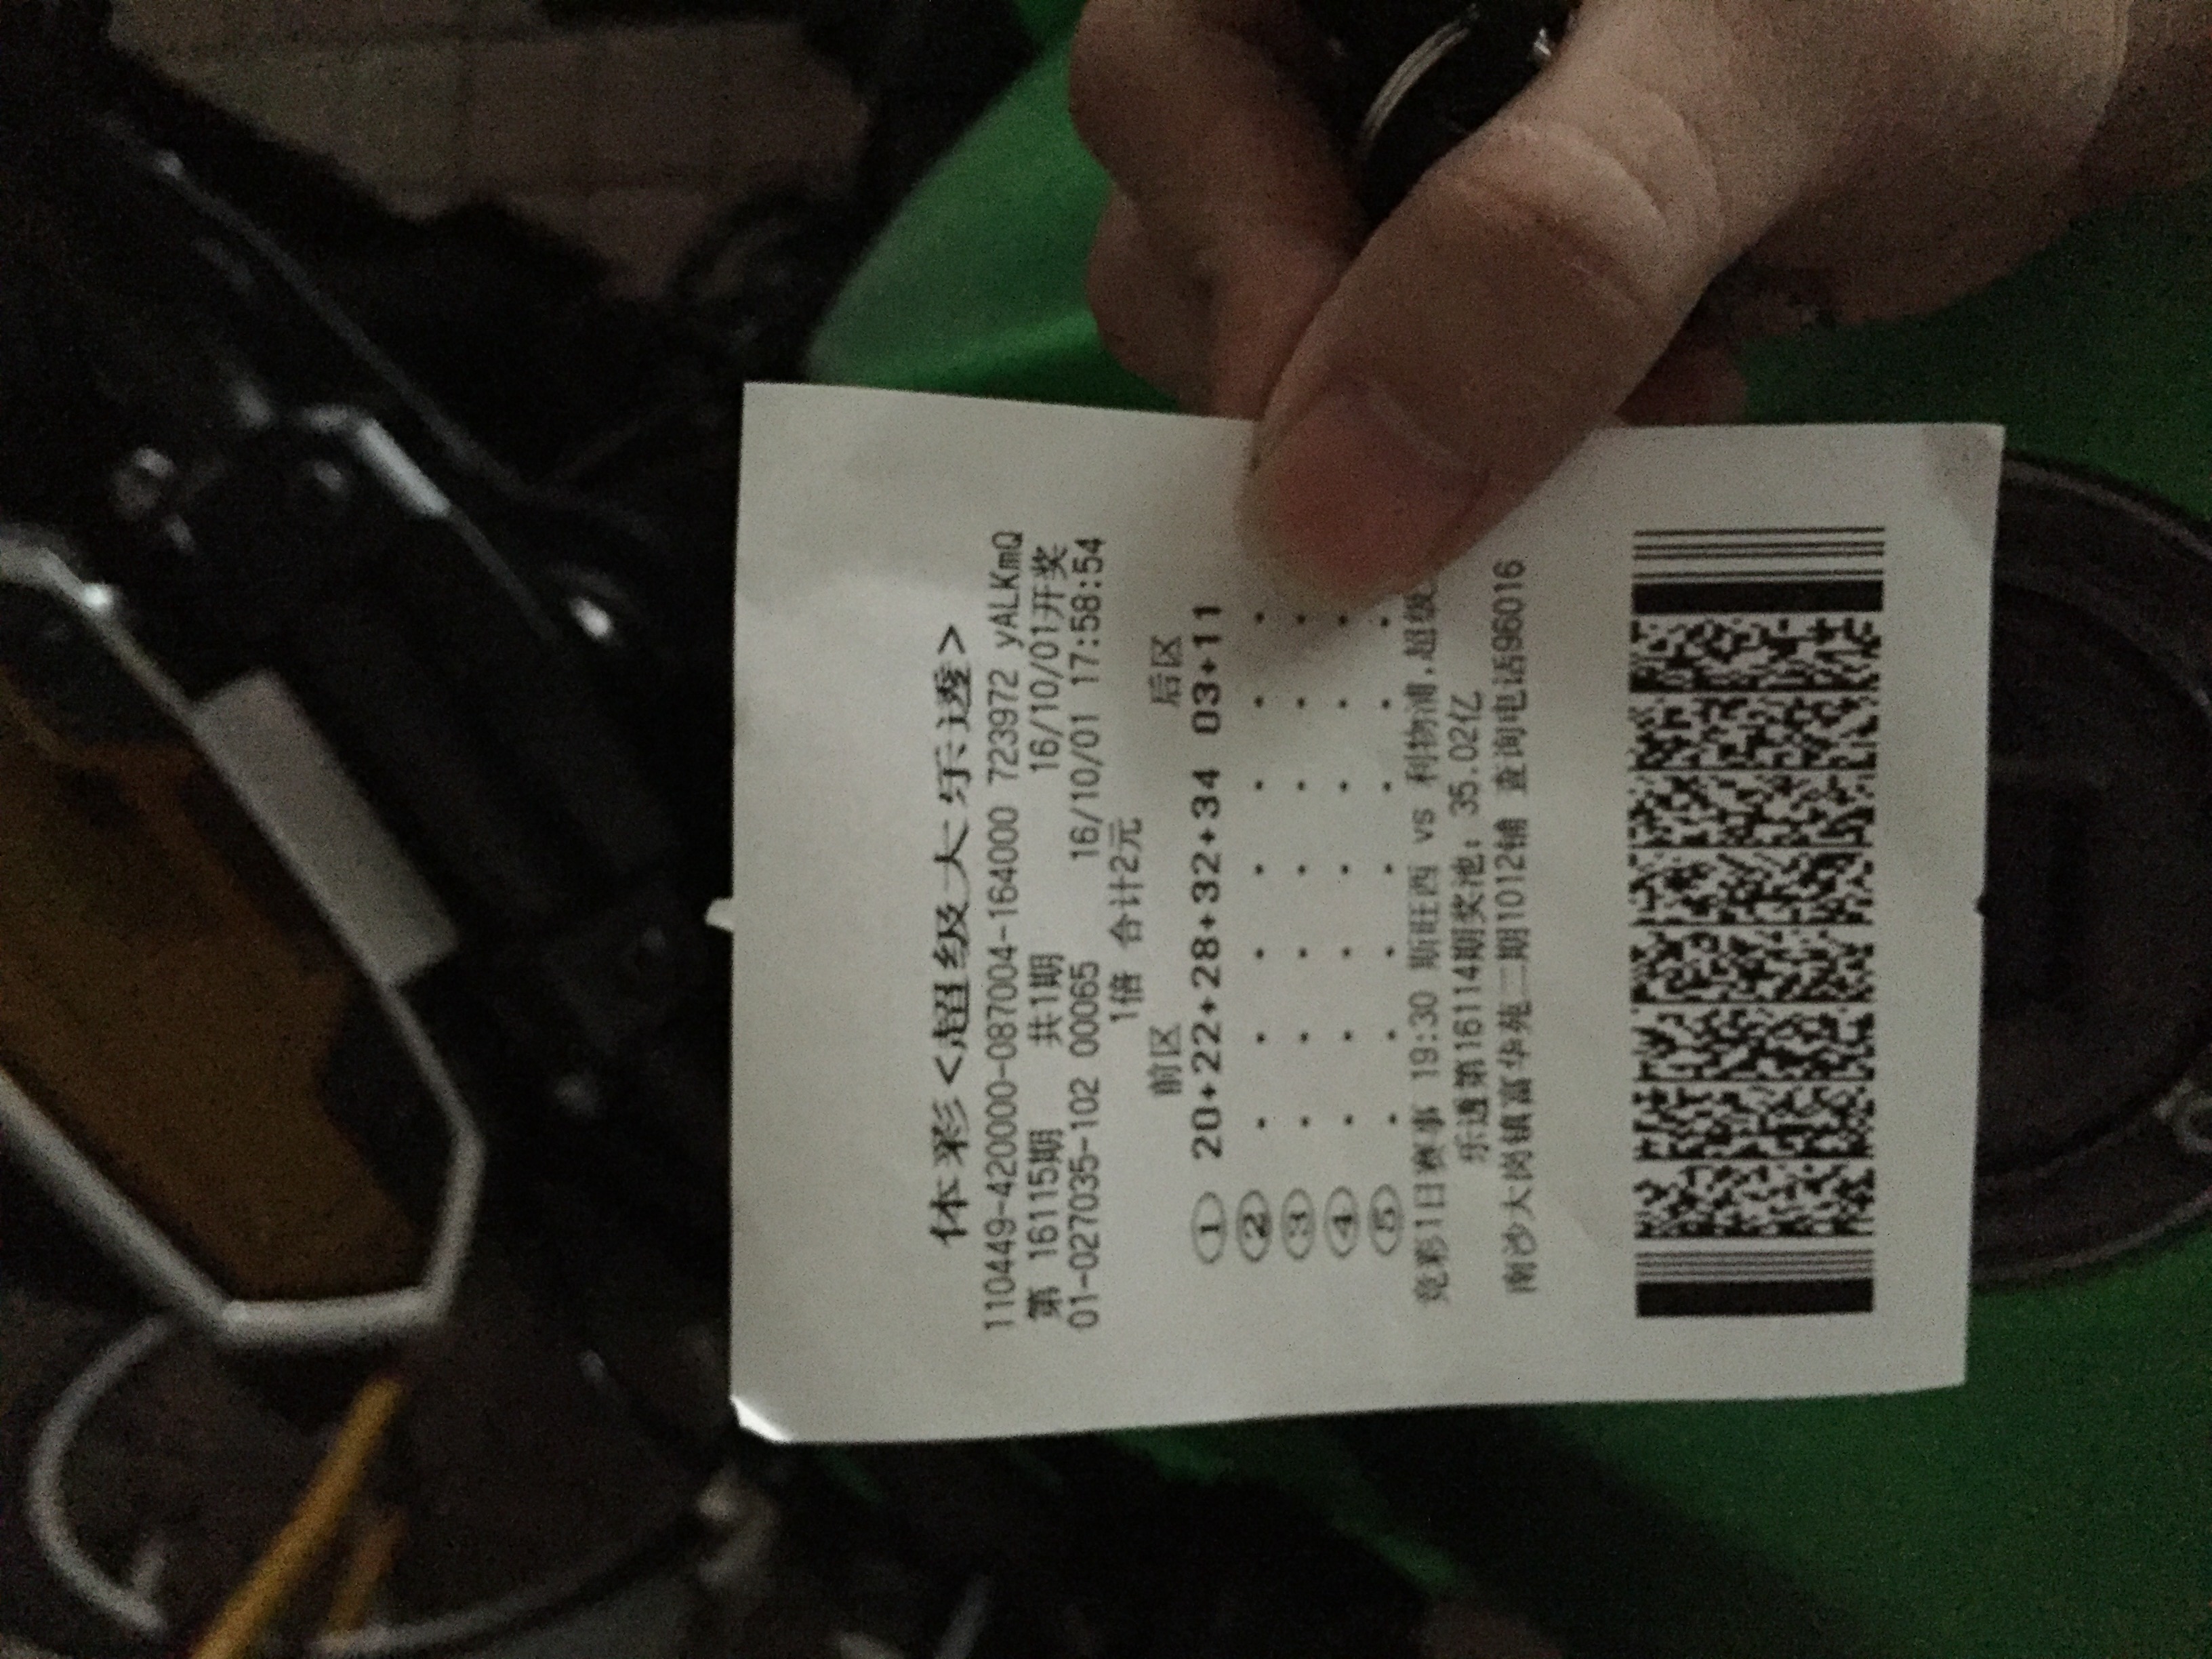 体彩<超级大乐透>
110449-420000-087004-164000 723972 yALKmQ
第 16115期 共1期 16/10/01开奖
01-027035-102 00065 16/10/01 17:58:54
1倍 合计2元
前区 后区
① 20+22+28+32+34 03+11
②
③
④
⑤
竞彩1日赛事 19:30 斯旺西 vs 利物浦.超级
乐透第16114期奖池: 35.02亿
南沙大岗镇富华苑二期1012铺 查询电话96016